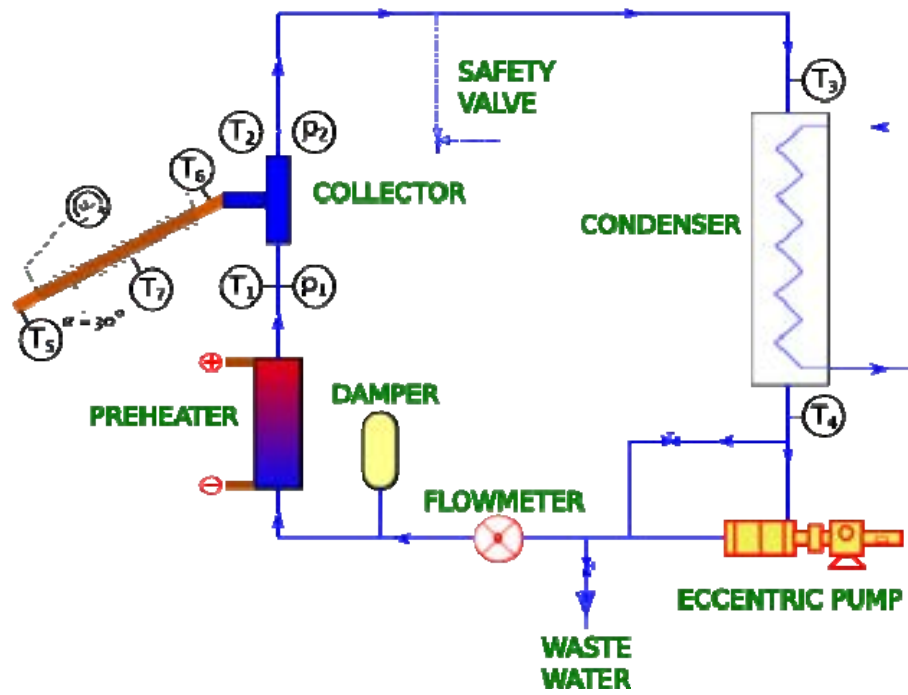 SAFETY
VALVE
T3
T2 p2
T6
COLLECTOR
CONDENSER
T1 p1
T7
T5 α = 30°
+
PREHEATER
DAMPER
T4
−
FLOWMETER
ECCENTRIC PUMP
WASTE
WATER